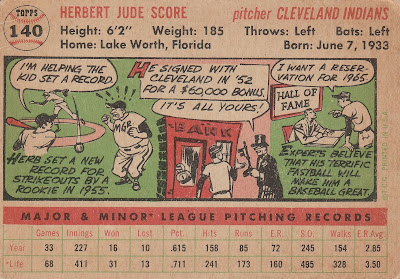 TOPPS
140
HERBERT JUDE SCORE
pitcher CLEVELAND INDIANS
Height: 6'2" Weight: 185 Throws: Left Bats: Left
Home: Lake Worth, Florida Born: June 7, 1933
I'M HELPING THE
KID SET A RECORD.
HERB SET A NEW
RECORD FOR
STRIKEOUTS BY A
ROOKIE IN 1955.
HE SIGNED WITH
CLEVELAND IN '52
FOR A $60,000 BONUS.
IT'S ALL YOURS!
BANK
I WANT A RESER-
VATION FOR 1965
HALL OF
FAME
EXPERTS BELIEVE
THAT HIS TERRIFIC
FASTBALL WILL
MAKE HIM A
BASEBALL GREAT.
MAJOR & MINOR* LEAGUE PITCHING RECORDS
Games Innings Won Lost Pct. Hits Runs E.R. S.O. Walks E.R Avg
Year 33 227 16 10 .615 158 85 72 245 154 2.85
*Life 68 411 31 13 .711 241 173 160 495 328 3.50